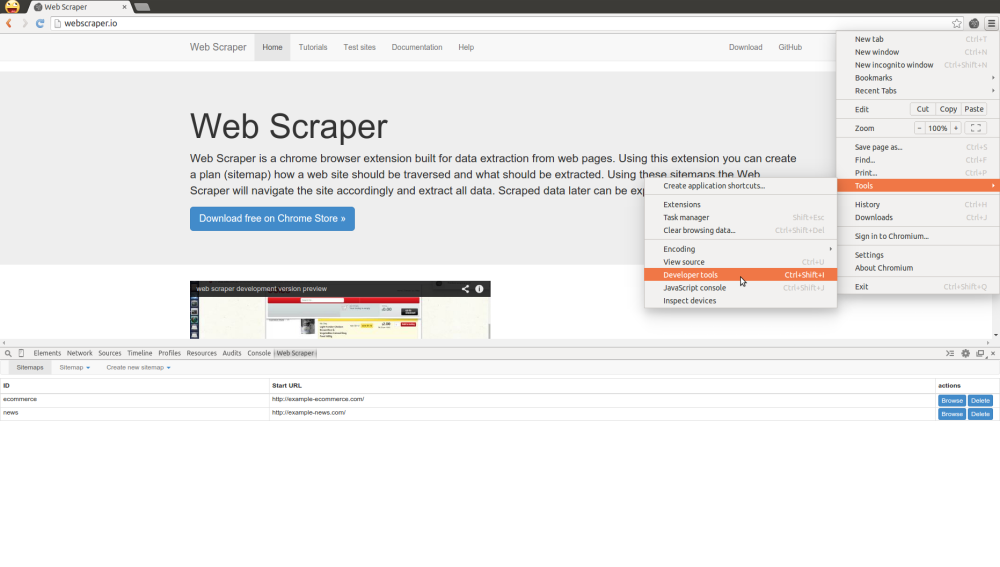 Web Scraper
webscraper.io
Web Scraper Home Tutorials Test sites Documentation Help Download GitHub
Web Scraper
Web Scraper is a chrome browser extension built for data extraction from web pages. Using this extension you can create
a plan (sitemap) how a web site should be traversed and what should be extracted. Using these sitemaps the Web
Scraper will navigate the site accordingly and extract all data. Scraped data later can be
Download free on Chrome Store »
web scraper development version preview
New tab Ctrl+T
New window Ctrl+N
New incognito window Ctrl+Shift+N
Bookmarks
Recent Tabs
Edit Cut Copy Paste
Zoom − 100% +
Save page as... Ctrl+S
Find... Ctrl+F
Print... Ctrl+P
Tools
History Ctrl+H
Downloads Ctrl+J
Sign in to Chromium...
Settings
About Chromium
Exit Ctrl+Shift+Q
Create application shortcuts...
Extensions
Task manager Shift+Esc
Clear browsing data... Ctrl+Shift+Del
Encoding
View source Ctrl+U
Developer tools Ctrl+Shift+I
JavaScript console Ctrl+Shift+J
Inspect devices
Elements Network Sources Timeline Profiles Resources Audits Console Web Scraper
Sitemaps Sitemap Create new sitemap
ID Start URL actions
ecommerce http://example-ecommerce.com/ Browse Delete
news http://example-news.com/ Browse Delete